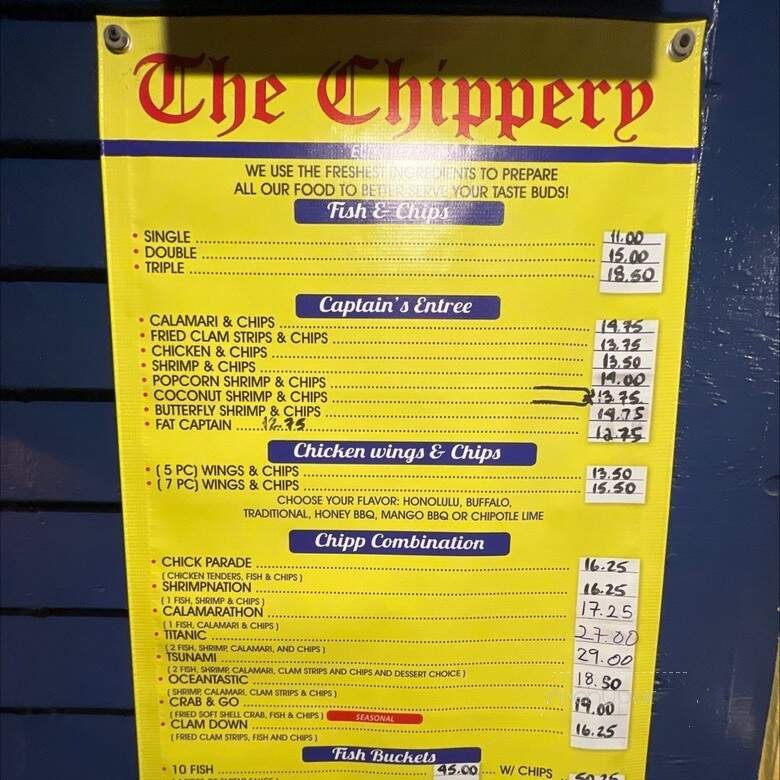 The Chippery
WE USE THE FRESHEST INGREDIENTS TO PREPARE
ALL OUR FOOD TO BETTER SERVE YOUR TASTE BUDS!
Fish & Chips
• SINGLE 11.00
• DOUBLE 15.00
• TRIPLE 18.50
Captain's Entree
• CALAMARI & CHIPS 14.75
• FRIED CLAM STRIPS & CHIPS 13.75
• CHICKEN & CHIPS 13.50
• SHRIMP & CHIPS 14.00
• POPCORN SHRIMP & CHIPS 13.75
• COCONUT SHRIMP & CHIPS 14.75
• BUTTERFLY SHRIMP & CHIPS 12.75
• FAT CAPTAIN 12.75
Chicken wings & Chips
• ( 5 PC) WINGS & CHIPS 13.50
• ( 7 PC) WINGS & CHIPS 15.50
CHOOSE YOUR FLAVOR: HONOLULU, BUFFALO,
TRADITIONAL, HONEY BBQ, MANGO BBQ OR CHIPOTLE LIME
Chipp Combination
• CHICK PARADE 16.25
( CHICKEN TENDERS, FISH & CHIPS )
• SHRIMPNATION 16.25
( 1 FISH, SHRIMP & CHIPS )
• CALAMARATHON 17.25
( 1 FISH, CALAMARI & CHIPS )
• TITANIC 27.00
( 2 FISH, SHRIMP, CALAMARI, AND CHIPS )
• TSUNAMI 29.00
( 2 FISH, SHRIMP, CALAMARI, CLAM STRIPS AND CHIPS AND DESSERT CHOICE )
• OCEANTASTIC 18.50
( SHRIMP, CALAMARI, CLAM STRIPS & CHIPS )
• CRAB & GO 19.00
( FRIED SOFT SHELL CRAB, FISH & CHIPS ) SEASONAL
• CLAM DOWN 16.25
( FRIED CLAM STRIPS, FISH AND CHIPS )
Fish Buckets
• 10 FISH 45.00 W/ CHIPS